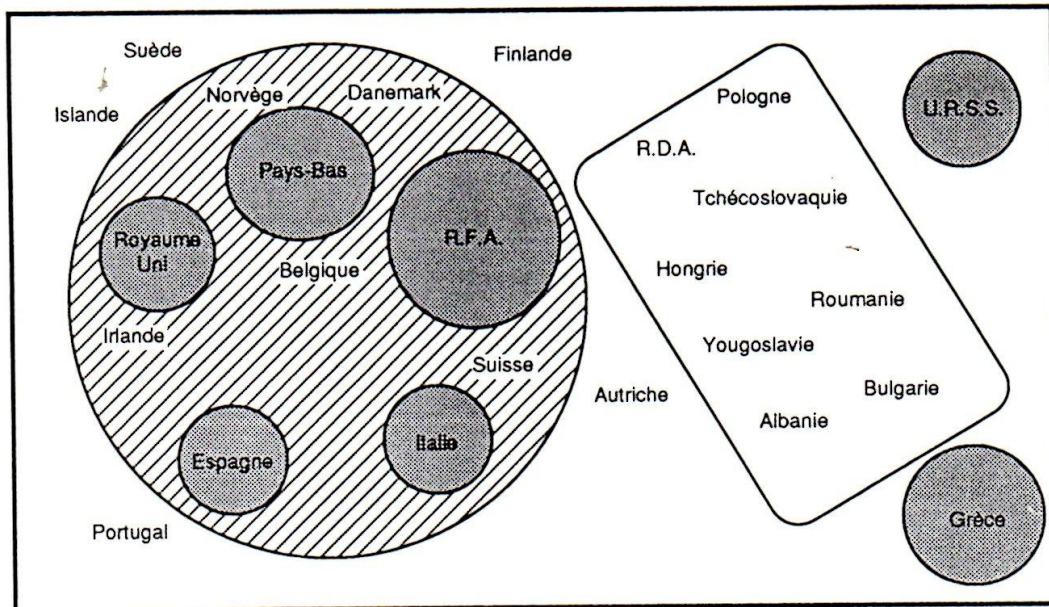 Suède
Finlande
Islande
Norvège
Danemark
Pologne
U.R.S.S.
R.D.A.
Pays-Bas
Tchécoslovaquie
Royaume
Uni
R.F.A.
Belgique
Hongrie
Roumanie
Irlande
Yougoslavie
Suisse
Autriche
Bulgarie
Albanie
Italie
Espagne
Portugal
Grèce